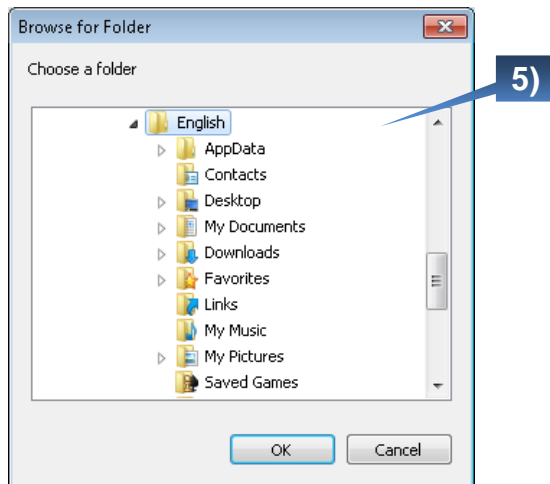 Browse for Folder
Choose a folder
5)
English
AppData
Contacts
Desktop
My Documents
Downloads
Favorites
Links
My Music
My Pictures
Saved Games
OK
Cancel